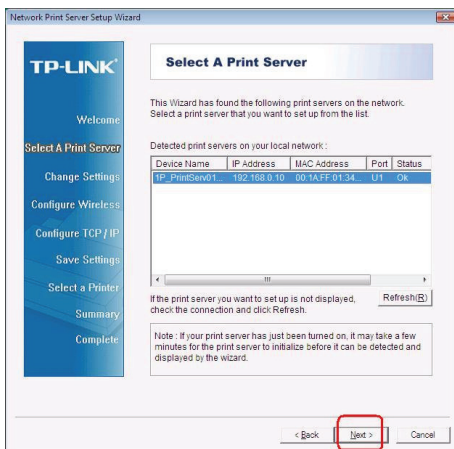 Network Print Server Setup Wizard
TP-LINK
Welcome
Select A Print Server
Change Settings
Configure Wireless
Configure TCP / IP
Save Settings
Select a Printer
Summary
Complete
Select A Print Server
This Wizard has found the following print servers on the network.
Select a print server that you want to set up from the list.
Detected print servers on your local network :
Device Name IP Address MAC Address Port Status
1P_PrintServ01... 192.168.0.10 00:1A:FF:01:34... U1 Ok
If the print server you want to set up is not displayed,
check the connection and click Refresh.
Refresh(R)
Note : If your print server has just been turned on, it may take a few
minutes for the print server to initialize before it can be detected and
displayed by the wizard.
< Back Next > Cancel